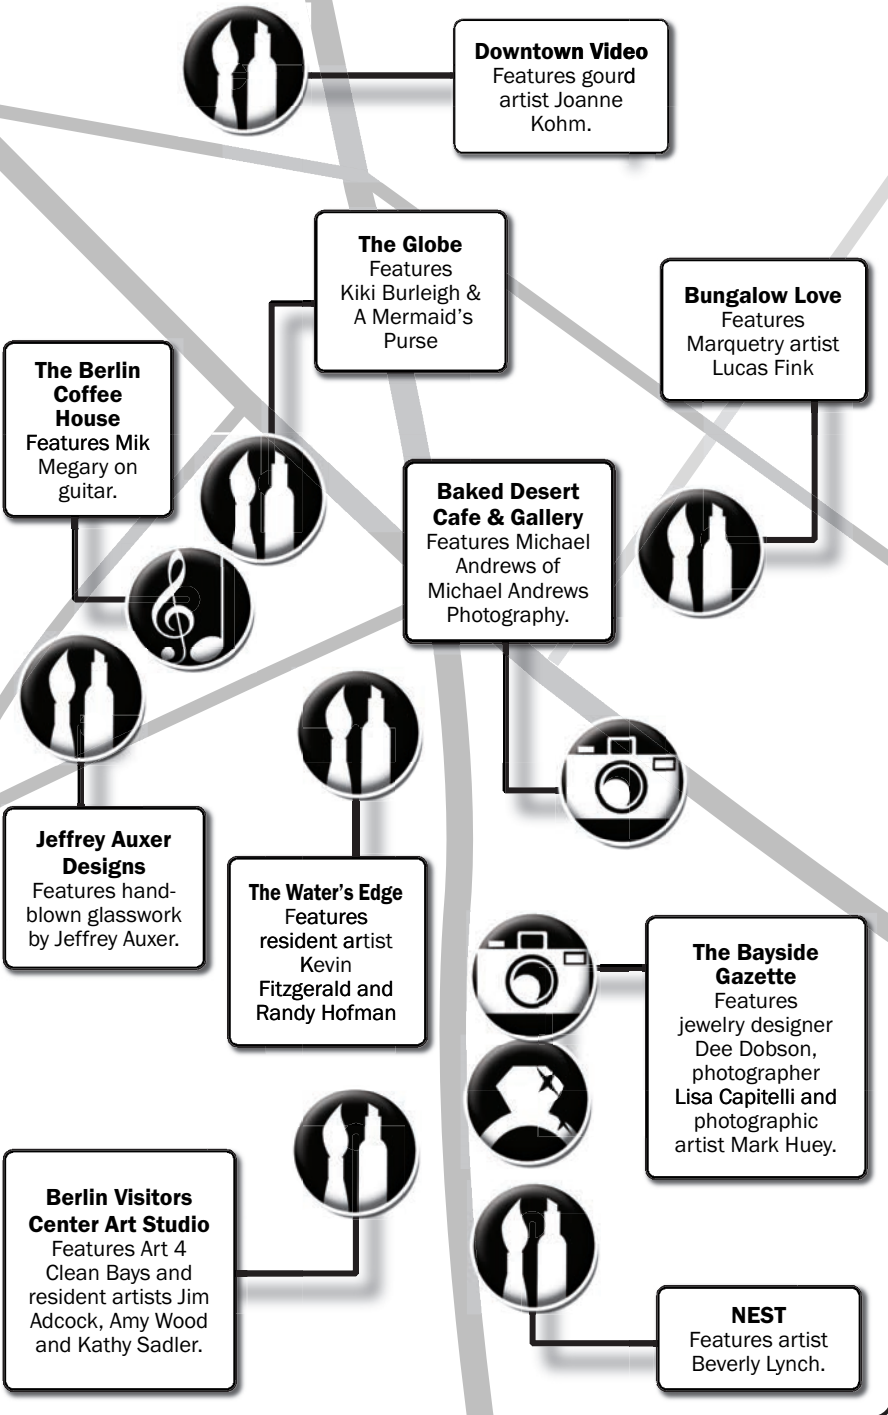 Downtown Video
Features gourd
artist Joanne
Kohm.
The Globe
Features
Kiki Burleigh &
A Mermaid's
Purse
Bungalow Love
Features
Marquetry artist
Lucas Fink
The Berlin
Coffee
House
Features Mik
Megary on
guitar.
Baked Desert
Cafe & Gallery
Features Michael
Andrews of
Michael Andrews
Photography.
Jeffrey Auxer
Designs
Features hand-
blown glasswork
by Jeffrey Auxer.
The Water's Edge
Features
resident artist
Kevin
Fitzgerald and
Randy Hofman
The Bayside
Gazette
Features
jewelry designer
Dee Dobson,
photographer
Lisa Capitelli and
photographic
artist Mark Huey.
Berlin Visitors
Center Art Studio
Features Art 4
Clean Bays and
resident artists Jim
Adcock, Amy Wood
and Kathy Sadler.
NEST
Features artist
Beverly Lynch.